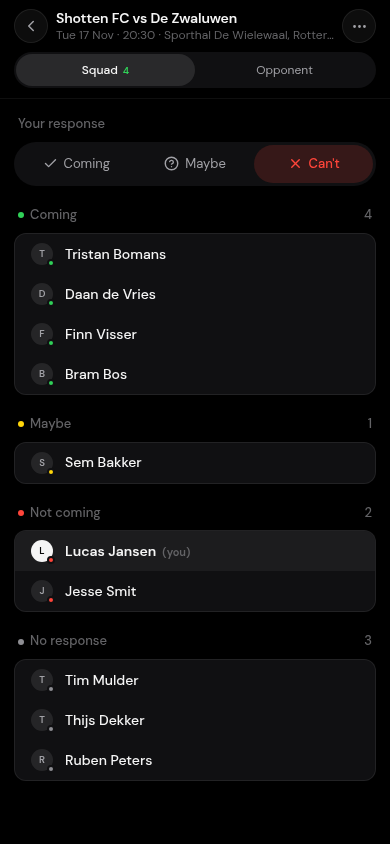 Shotten FC vs De Zwaluwen
Tue 17 Nov · 20:30 · Sporthal De Wielewaal, Rotter...
Squad 4
Opponent
Your response
Coming
Maybe
Can't
Coming 4
T Tristan Bomans
D Daan de Vries
F Finn Visser
B Bram Bos
Maybe 1
S Sem Bakker
Not coming 2
L Lucas Jansen (you)
J Jesse Smit
No response 3
T Tim Mulder
T Thijs Dekker
R Ruben Peters